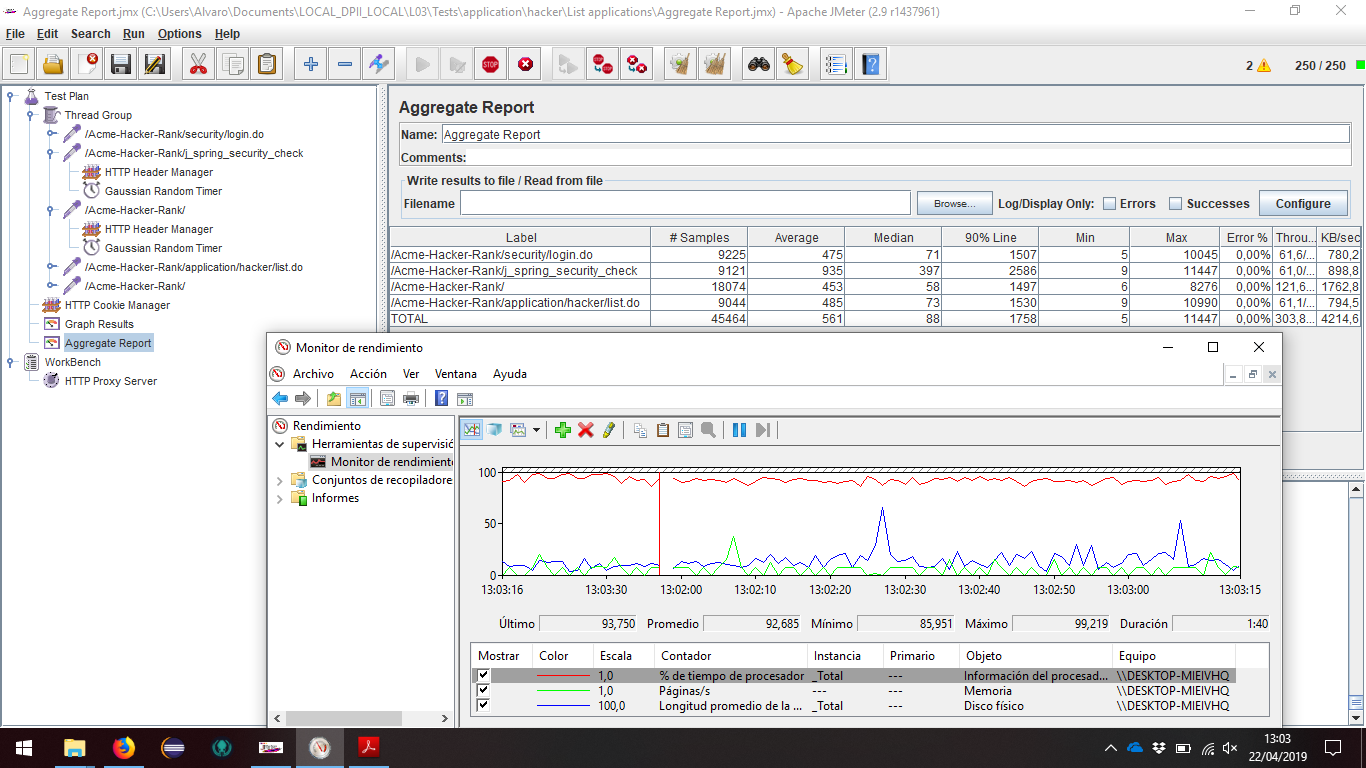 Aggregate Report.jmx (C:\Users\Alvaro\Documents\LOCAL_DPII_LOCAL\L03\Tests\application\hacker\List applications\Aggregate Report.jmx) - Apache JMeter (2.9 r1437961)
File Edit Search Run Options Help
2 250 / 250
Test Plan
Thread Group
/Acme-Hacker-Rank/security/login.do
/Acme-Hacker-Rank/j_spring_security_check
HTTP Header Manager
Gaussian Random Timer
/Acme-Hacker-Rank/
HTTP Header Manager
Gaussian Random Timer
/Acme-Hacker-Rank/application/hacker/list.do
/Acme-Hacker-Rank/
HTTP Cookie Manager
Graph Results
Aggregate Report
WorkBench
HTTP Proxy Server
Aggregate Report
Name: Aggregate Report
Comments:
Write results to file / Read from file
Filename Browse... Log/Display Only: Errors Successes Configure
Label # Samples Average Median 90% Line Min Max Error % Throu... KB/sec
/Acme-Hacker-Rank/security/login.do 9225 475 71 1507 5 10045 0,00% 61,6/... 780,2
/Acme-Hacker-Rank/j_spring_security_check 9121 935 397 2586 9 11447 0,00% 61,0/... 898,8
/Acme-Hacker-Rank/ 18074 453 58 1497 6 8276 0,00% 121,6... 1762,8
/Acme-Hacker-Rank/application/hacker/list.do 9044 485 73 1530 9 10990 0,00% 61,1/... 794,5
TOTAL 45464 561 88 1758 5 11447 0,00% 303,8... 4214,6
Monitor de rendimiento
Archivo Acción Ver Ventana Ayuda
Rendimiento
Herramientas de supervisió
Monitor de rendimiento
Conjuntos de recopiladores
Informes
100
50
0
13:03:16 13:03:30 13:02:00 13:02:10 13:02:20 13:02:30 13:02:40 13:02:50 13:03:00 13:03:15
Último 93,750 Promedio 92,685 Mínimo 85,951 Máximo 99,219 Duración 1:40
Mostrar Color Escala Contador Instancia Primario Objeto Equipo
1,0 % de tiempo de procesador _Total --- Información del procesad... \\DESKTOP-MIEIVHQ
1,0 Páginas/s --- --- Memoria \\DESKTOP-MIEIVHQ
100,0 Longitud promedio de la ... _Total --- Disco físico \\DESKTOP-MIEIVHQ
13:03
22/04/2019